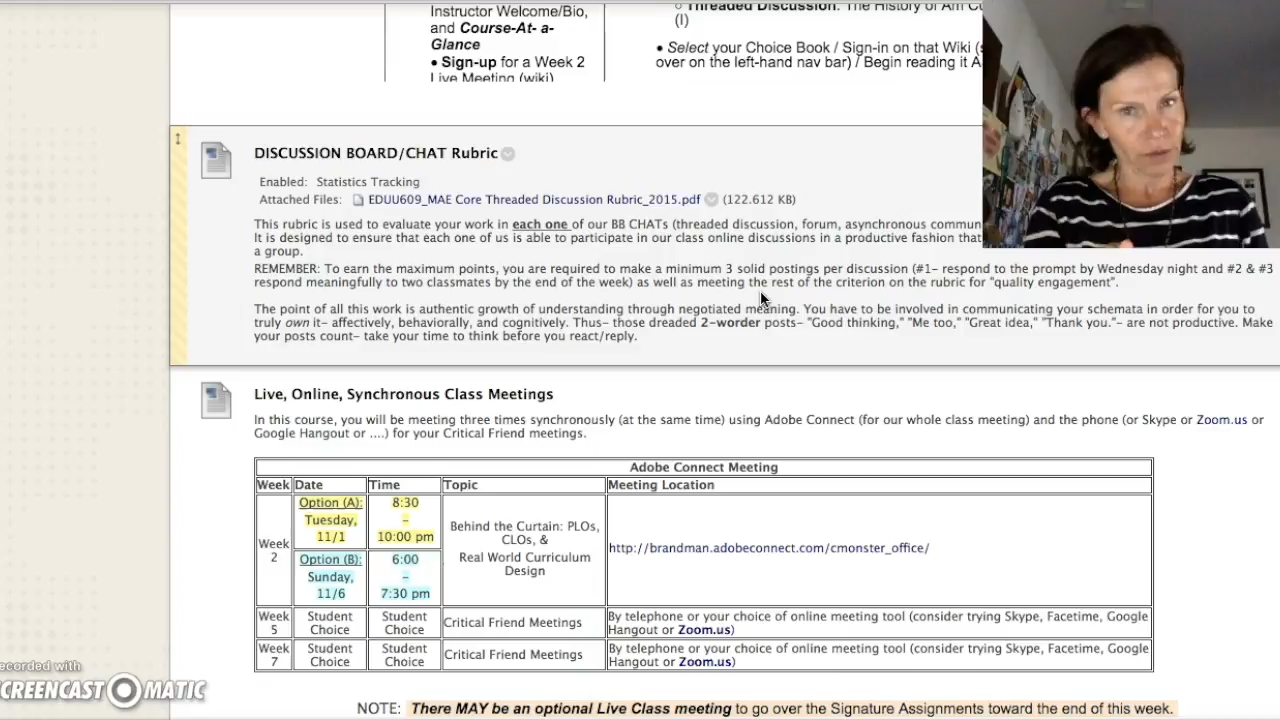 Instructor Welcome/Bio,
and Course-At- a-
Glance
• Sign-up for a Week 2
Live Meeting (wiki)
○ Threaded Discussion: The History of Am
(I)
• Select your Choice Book / Sign-in on that Wiki
over on the left-hand nav bar) / Begin reading it
DISCUSSION BOARD/CHAT Rubric
Enabled: Statistics Tracking
Attached Files: EDUU609_MAE Core Threaded Discussion Rubric_2015.pdf (122.612 KB)
This rubric is used to evaluate your work in each one of our BB CHATs (threaded discussion, forum, asynchronous
It is designed to ensure that each one of us is able to participate in our class online discussions in a productive fashion that
a group.
REMEMBER: To earn the maximum points, you are required to make a minimum 3 solid postings per discussion (#1- respond to the prompt by Wednesday night and #2 & #3
respond meaningfully to two classmates by the end of the week) as well as meeting the rest of the criterion on the rubric for "quality engagement".
The point of all this work is authentic growth of understanding through negotiated meaning. You have to be involved in communicating your schemata in order for you to
truly own it- affectively, behaviorally, and cognitively. Thus- those dreaded 2-worder posts- "Good thinking," "Me too," "Great idea," "Thank you."- are not productive. Make
your posts count- take your time to think before you react/reply.
Live, Online, Synchronous Class Meetings
In this course, you will be meeting three times synchronously (at the same time) using Adobe Connect (for our whole class meeting) and the phone (or Skype or Zoom.us or
Google Hangout or ....) for your Critical Friend meetings.
Adobe Connect Meeting
Week Date Time Topic Meeting Location
Week
2
Option (A):
Tuesday,
11/1
8:30
–
10:00 pm
Option (B):
Sunday,
11/6
6:00
–
7:30 pm
Behind the Curtain: PLOs,
CLOs, &
Real World Curriculum
Design
http://brandman.adobeconnect.com/cmonster_office/
Week
5
Student
Choice
Student
Choice
Critical Friend Meetings
By telephone or your choice of online meeting tool (consider trying Skype, Facetime, Google
Hangout or Zoom.us)
Week
7
Student
Choice
Student
Choice
Critical Friend Meetings
By telephone or your choice of online meeting tool (consider trying Skype, Facetime, Google
Hangout or Zoom.us)
NOTE: There MAY be an optional Live Class meeting to go over the Signature Assignments toward the end of this week.
ecorded with
SCREENCAST MATIC